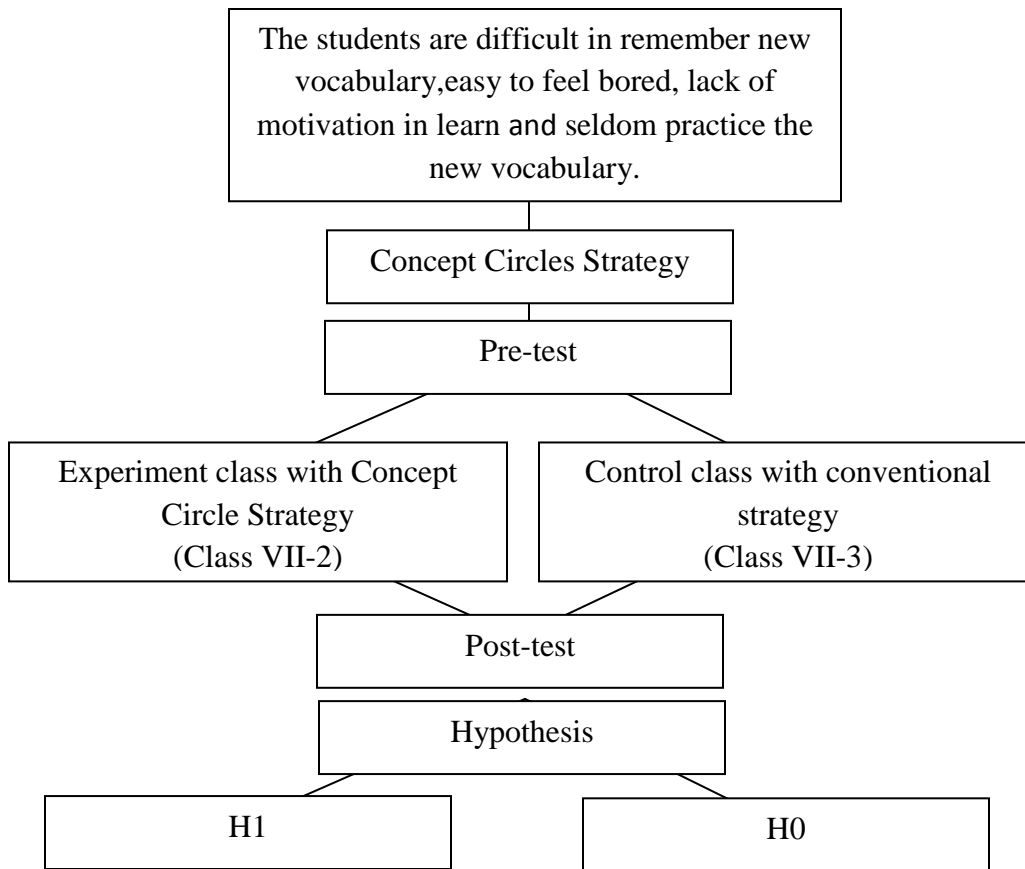 The students are difficult in remember new
vocabulary,easy to feel bored, lack of
motivation in learn and seldom practice the
new vocabulary.
Concept Circles Strategy
Pre-test
Experiment class with Concept
Circle Strategy
(Class VII-2)
Control class with conventional
strategy
(Class VII-3)
Post-test
Hypothesis
H1
H0